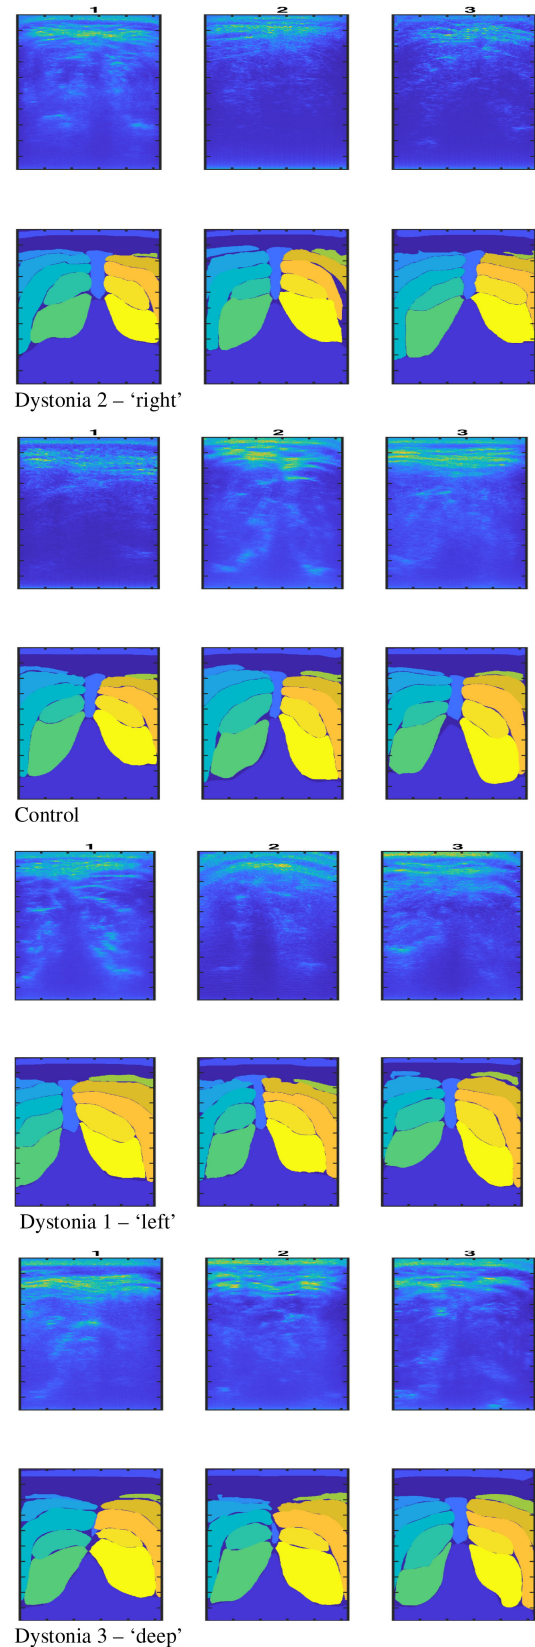 1 2 3
Dystonia 2 – ‘right’
1 2 3
Control
1 2 3
Dystonia 1 – ‘left’
1 2 3
Dystonia 3 – ‘deep’